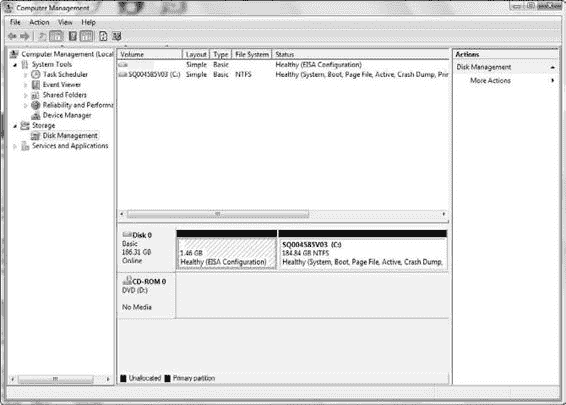 Computer Management
File Action View Help
Computer Management (Local
System Tools
Task Scheduler
Event Viewer
Shared Folders
Reliability and Performa
Device Manager
Storage
Disk Management
Services and Applications
Volume Layout Type File System Status
Simple Basic Healthy (EISA Configuration)
SQ004585V03 (C:) Simple Basic NTFS Healthy (System, Boot, Page File, Active, Crash Dump, Prir
Disk 0
Basic
186.31 GB
Online
1.46 GB
Healthy (EISA Configuration)
SQ004585V03 (C:)
184.84 GB NTFS
Healthy (System, Boot, Page File, Active, Crash Dump,
CD-ROM 0
DVD (D:)
No Media
Unallocated Primary partition
Actions
Disk Management
More Actions